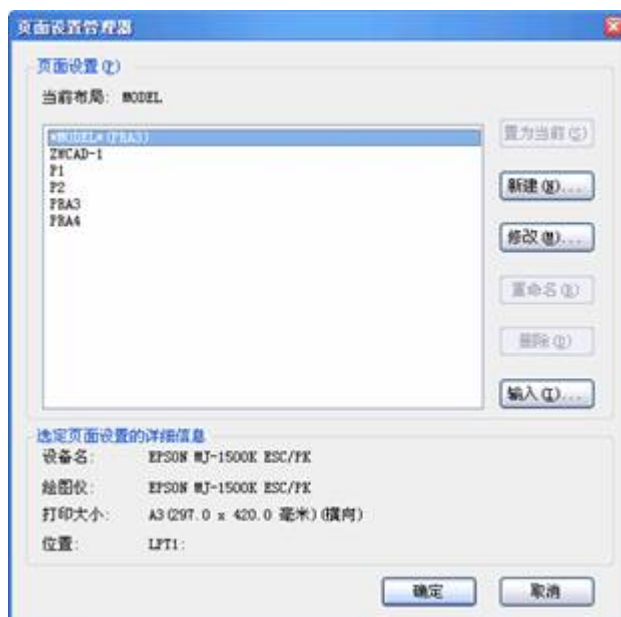 页面设置管理器
页面设置(P)
当前布局: MODEL
*MODEL*(PRA3)
ZWCAD-1
P1
P2
PRA3
PRA4
置为当前(S)
新建(N)...
修改(M)...
重命名(R)
删除(D)
输入(I)...
选定页面设置的详细信息
设备名: EPSON MJ-1500K ESC/PK
绘图仪: EPSON MJ-1500K ESC/PK
打印大小: A3(297.0 x 420.0 毫米)(横向)
位置: LPT1:
确定
取消